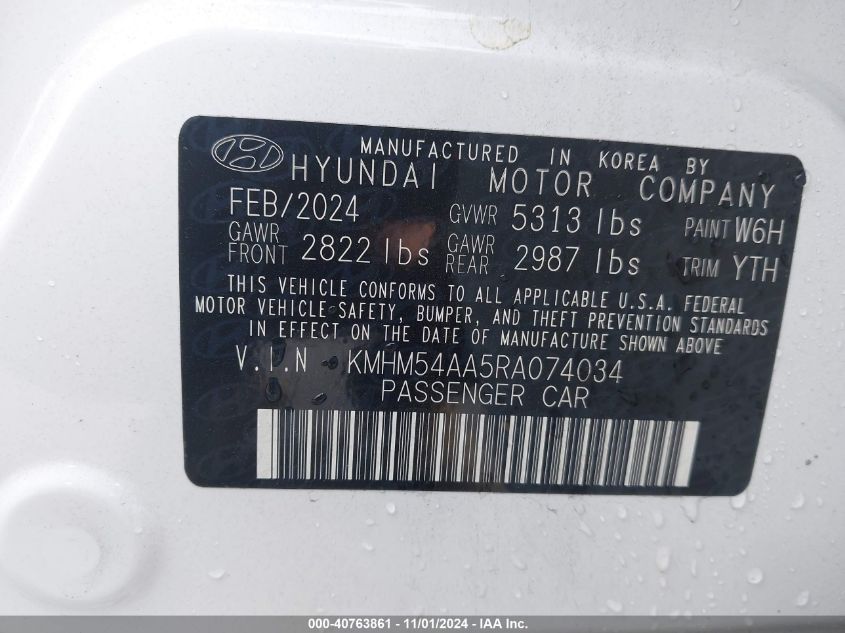 MANUFACTURED IN KOREA BY
HYUNDAI MOTOR COMPANY
FEB/2024 GVWR 5313 lbs PAINT W6H
GAWR FRONT 2822 lbs GAWR REAR 2987 lbs TRIM YTH
THIS VEHICLE CONFORMS TO ALL APPLICABLE U.S.A. FEDERAL
MOTOR VEHICLE-SAFETY, BUMPER, AND THEFT PREVENTION STANDARDS
IN EFFECT ON THE DATE OF MANUFACTURE SHOWN ABOVE
V.I.N KMHM54AA5RA074034
PASSENGER CAR
000-40763861 - 11/01/2024 - IAA Inc.